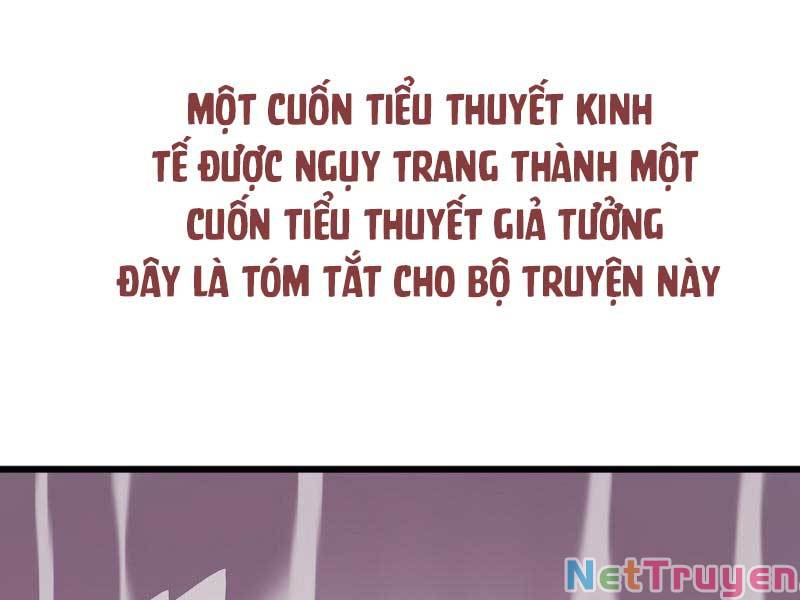 MỘT CUỐN TIỂU THUYẾT KINH
TẾ ĐƯỢC NGỤY TRANG THÀNH MỘT
CUỐN TIỂU THUYẾT GIẢ TƯỞNG
ĐÂY LÀ TÓM TẮT CHO BỘ TRUYỆN NÀY
NetTruyen